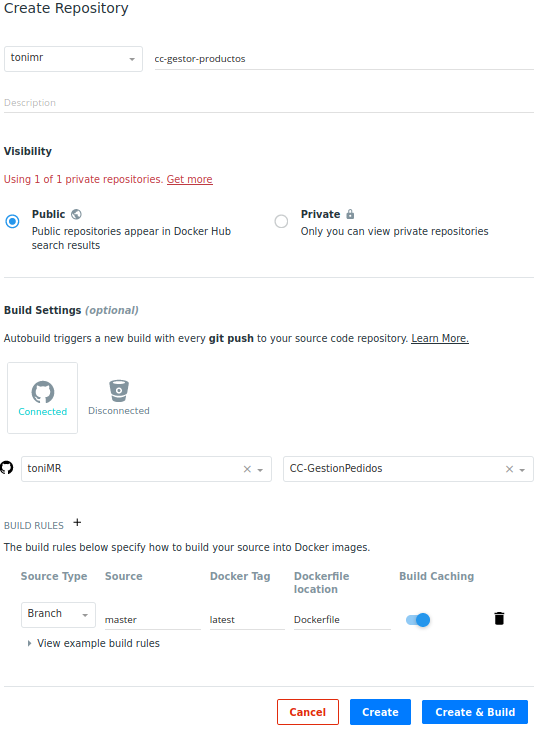 Create Repository
tonimr
cc-gestor-productos
Description
Visibility
Using 1 of 1 private repositories. Get more
Public
Public repositories appear in Docker Hub
search results
Private
Only you can view private repositories
Build Settings (optional)
Autobuild triggers a new build with every git push to your source code repository. Learn More.
Connected
Disconnected
toniMR
CC-GestionPedidos
BUILD RULES +
The build rules below specify how to build your source into Docker images.
Source Type
Source
Docker Tag
Dockerfile
location
Build Caching
Branch
master
latest
Dockerfile
View example build rules
Cancel
Create
Create & Build